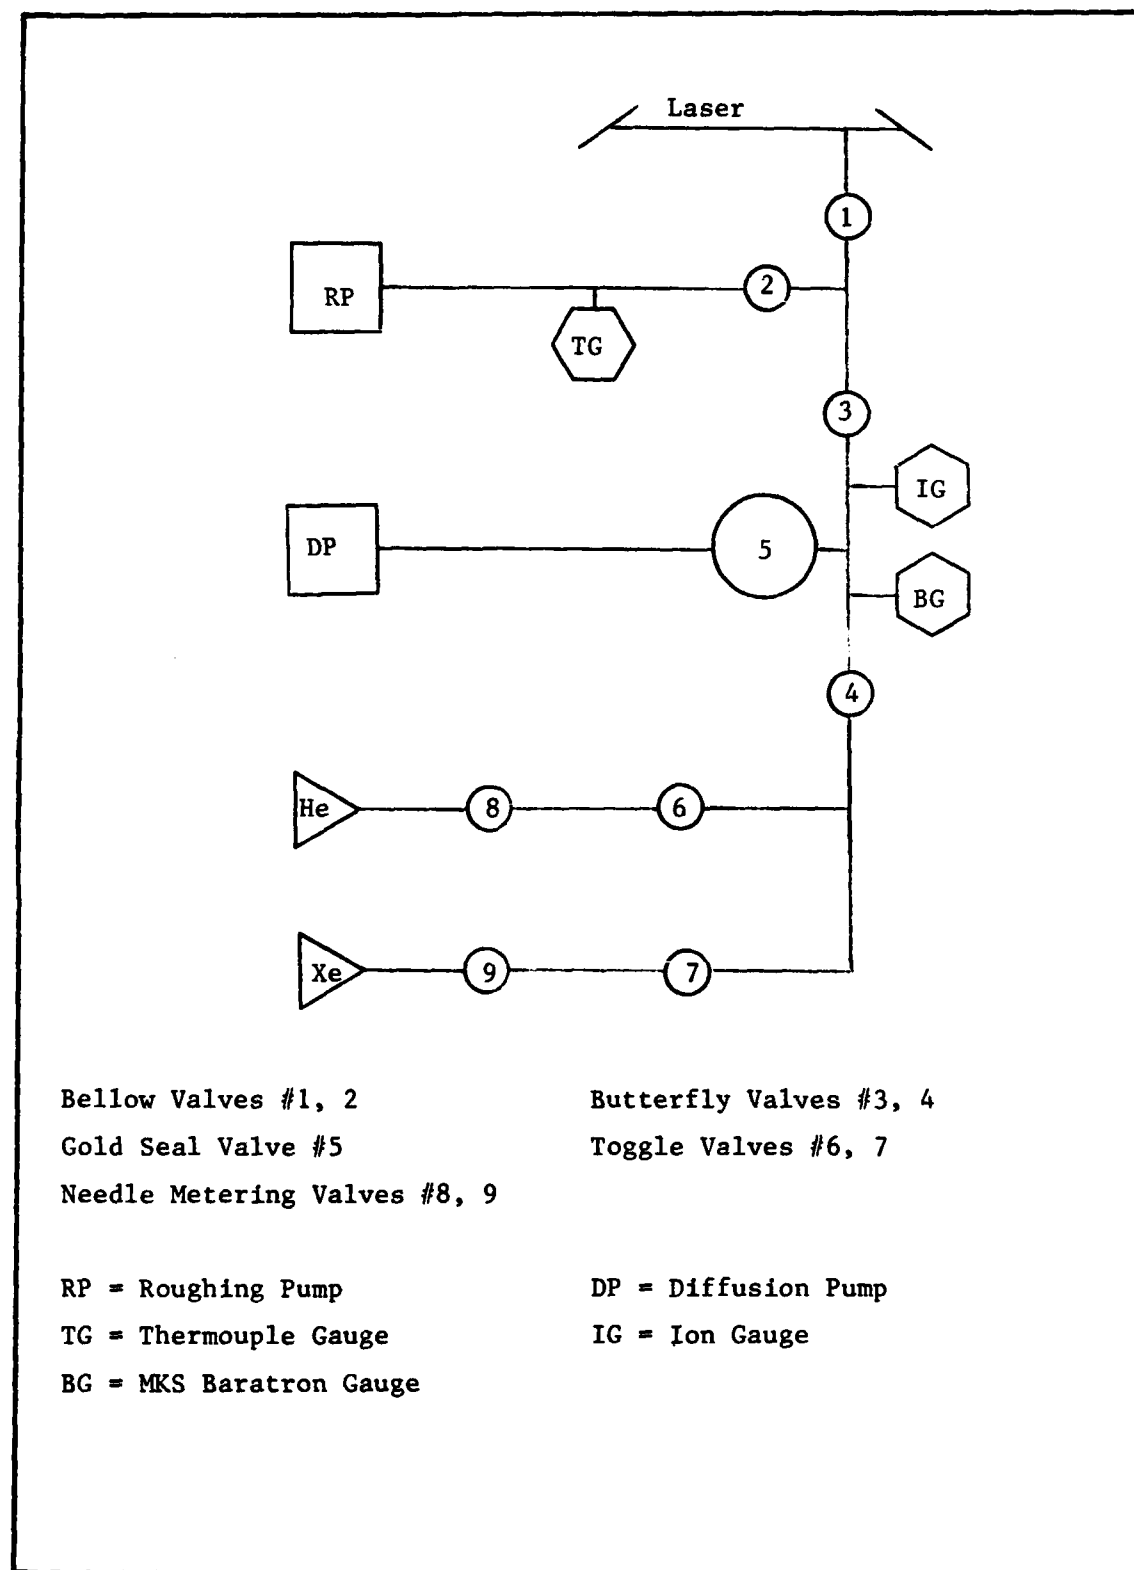 Laser
1
RP
2
TG
3
IG
DP
5
BG
4
He
8
6
Xe
9
7
Bellow Valves #1, 2
Butterfly Valves #3, 4
Gold Seal Valve #5
Toggle Valves #6, 7
Needle Metering Valves #8, 9
RP = Roughing Pump
DP = Diffusion Pump
TG = Thermouple Gauge
IG = Ion Gauge
BG = MKS Baratron Gauge